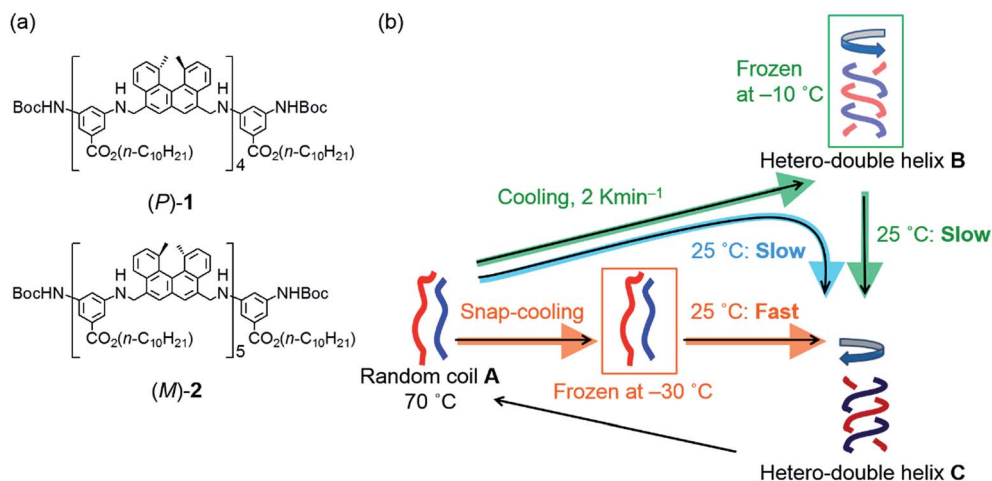 (a)
H
H
BocHN
N
N
NHBoc
CO₂(n-C₁₀H₂₁)
4
CO₂(n-C₁₀H₂₁)
(P)-1
H
H
BocHN
N
N
NHBoc
CO₂(n-C₁₀H₂₁)
5
CO₂(n-C₁₀H₂₁)
(M)-2
(b)
Frozen
at –10 ˚C
Hetero-double helix B
Cooling, 2 Kmin⁻¹
25 ˚C: Slow
25 ˚C: Slow
Snap-cooling
25 ˚C: Fast
Random coil A
70 ˚C
Frozen at –30 ˚C
Hetero-double helix C